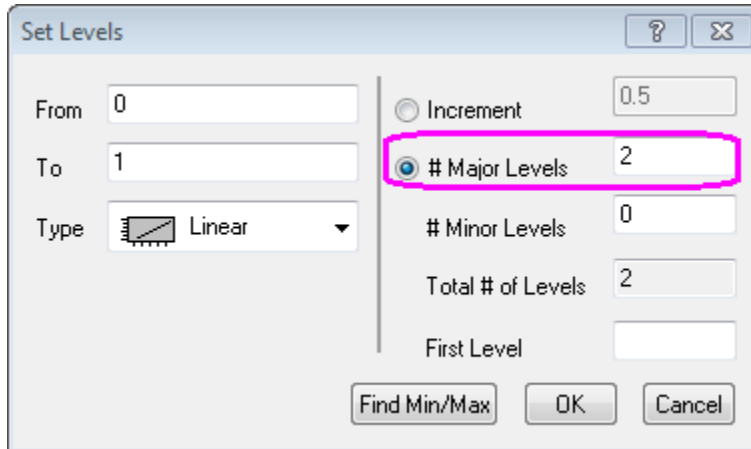 Set Levels
From 0
To 1
Type Linear
Increment 0.5
# Major Levels 2
# Minor Levels 0
Total # of Levels 2
First Level
Find Min/Max OK Cancel